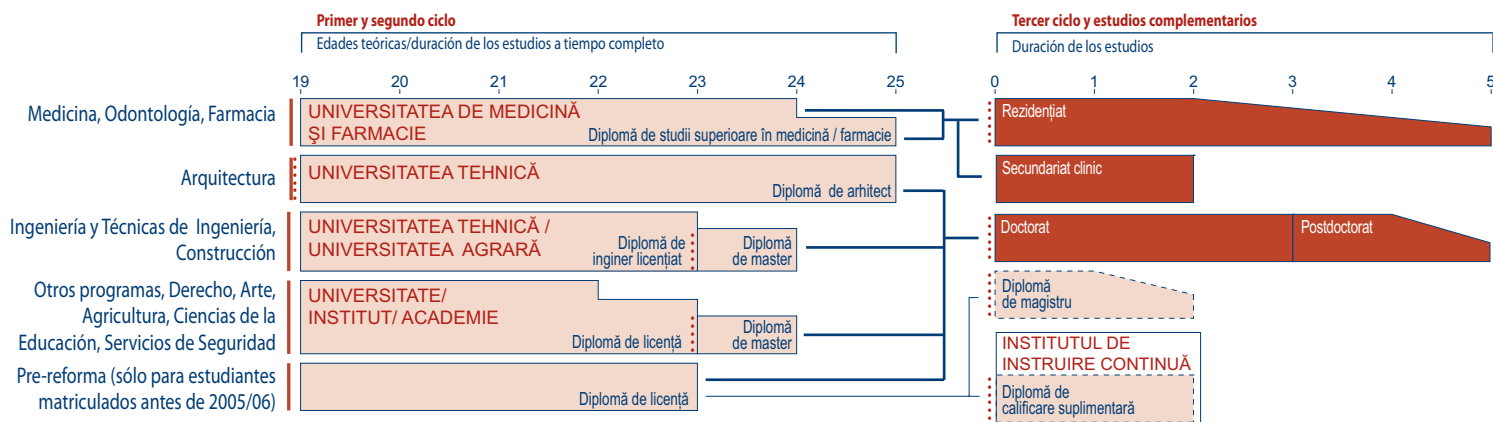 Primer y segundo ciclo
Edades teóricas/duración de los estudios a tiempo completo
19 20 21 22 23 24 25
Tercer ciclo y estudios complementarios
Duración de los estudios
0 1 2 3 4 5
Medicina, Odontología, Farmacia
UNIVERSITATEA DE MEDICINĂ
ŞI FARMACIE
Diplomă de studii superioare în medicină / farmacie
Rezidenţiat
Arquitectura
UNIVERSITATEA TEHNICĂ
Diplomă de arhitect
Secundariat clinic
Ingeniería y Técnicas de Ingeniería,
Construcción
UNIVERSITATEA TEHNICĂ /
UNIVERSITATEA AGRARĂ
Diplomă de
inginer licenţiat
Diplomă
de master
Doctorat
Postdoctorat
Otros programas, Derecho, Arte,
Agricultura, Ciencias de la
Educación, Servicios de Seguridad
UNIVERSITATE/
INSTITUT/ ACADEMIE
Diplomă de licenţă
Diplomă
de master
Diplomă
de magistru
Pre-reforma (sólo para estudiantes
matriculados antes de 2005/06)
Diplomă de licenţă
INSTITUTUL DE
INSTRUIRE CONTINUĂ
Diplomă de
calificare suplimentară